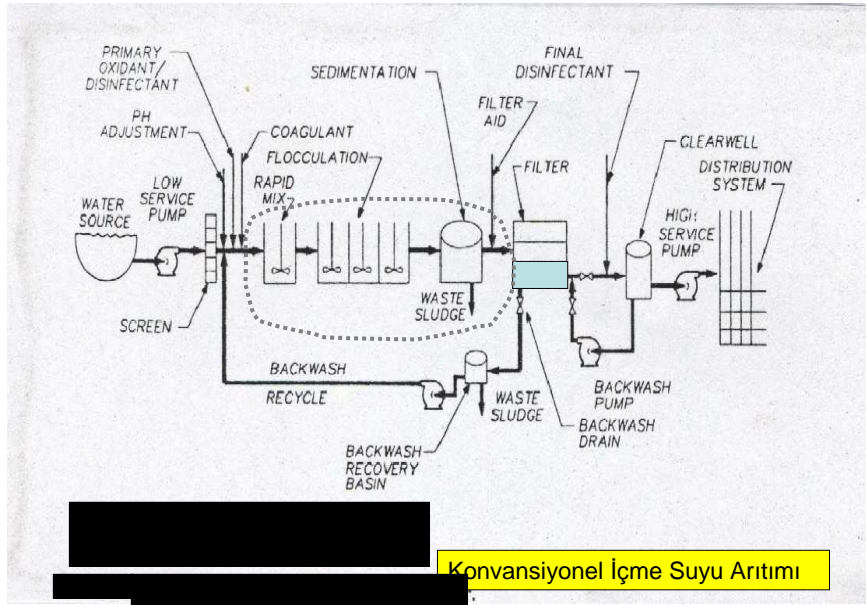 PRIMARY
OXIDANT/
DISINFECTANT
PH
ADJUSTMENT
COAGULANT
SEDIMENTATION
FINAL
DISINFECTANT
FILTER
AID
CLEARWELL
FLOCCULATION
FILTER
DISTRIBUTION
SYSTEM
LOW
SERVICE
PUMP
RAPID
MIX
WATER
SOURCE
HIGH
SERVICE
PUMP
WASTE
SLUDGE
SCREEN
BACKWASH
RECYCLE
WASTE
SLUDGE
BACKWASH
PUMP
BACKWASH
DRAIN
BACKWASH
RECOVERY
BASIN
Konvansiyonel İçme Suyu Arıtımı